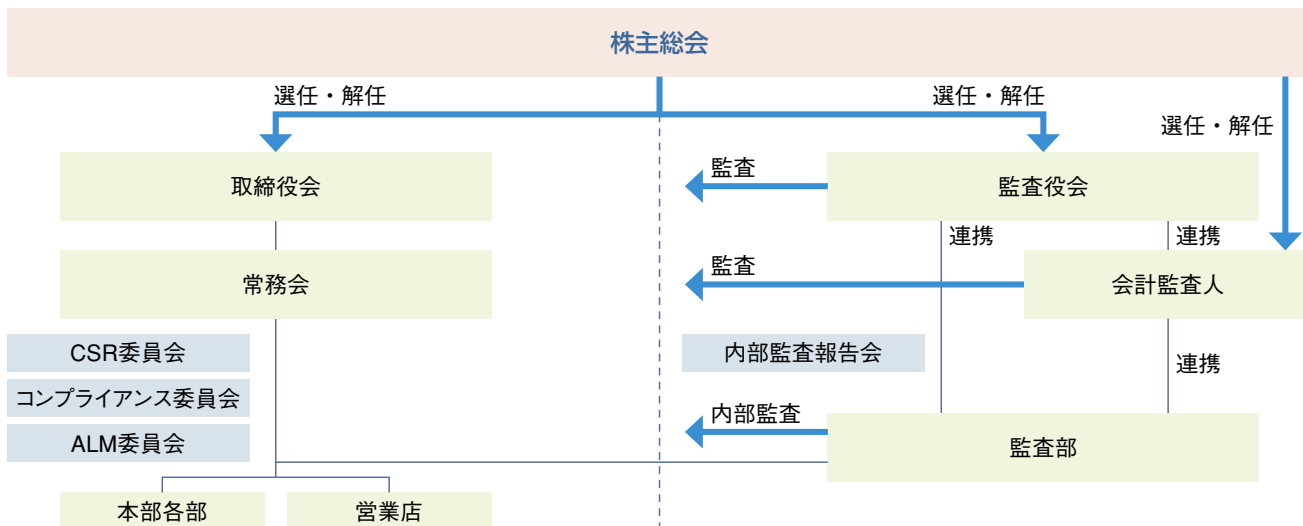 株主総会
選任・解任
選任・解任
選任・解任
取締役会
監査
監査役会
連携
連携
常務会
監査
会計監査人
CSR委員会
内部監査報告会
連携
コンプライアンス委員会
内部監査
ALM委員会
監査部
本部各部
営業店